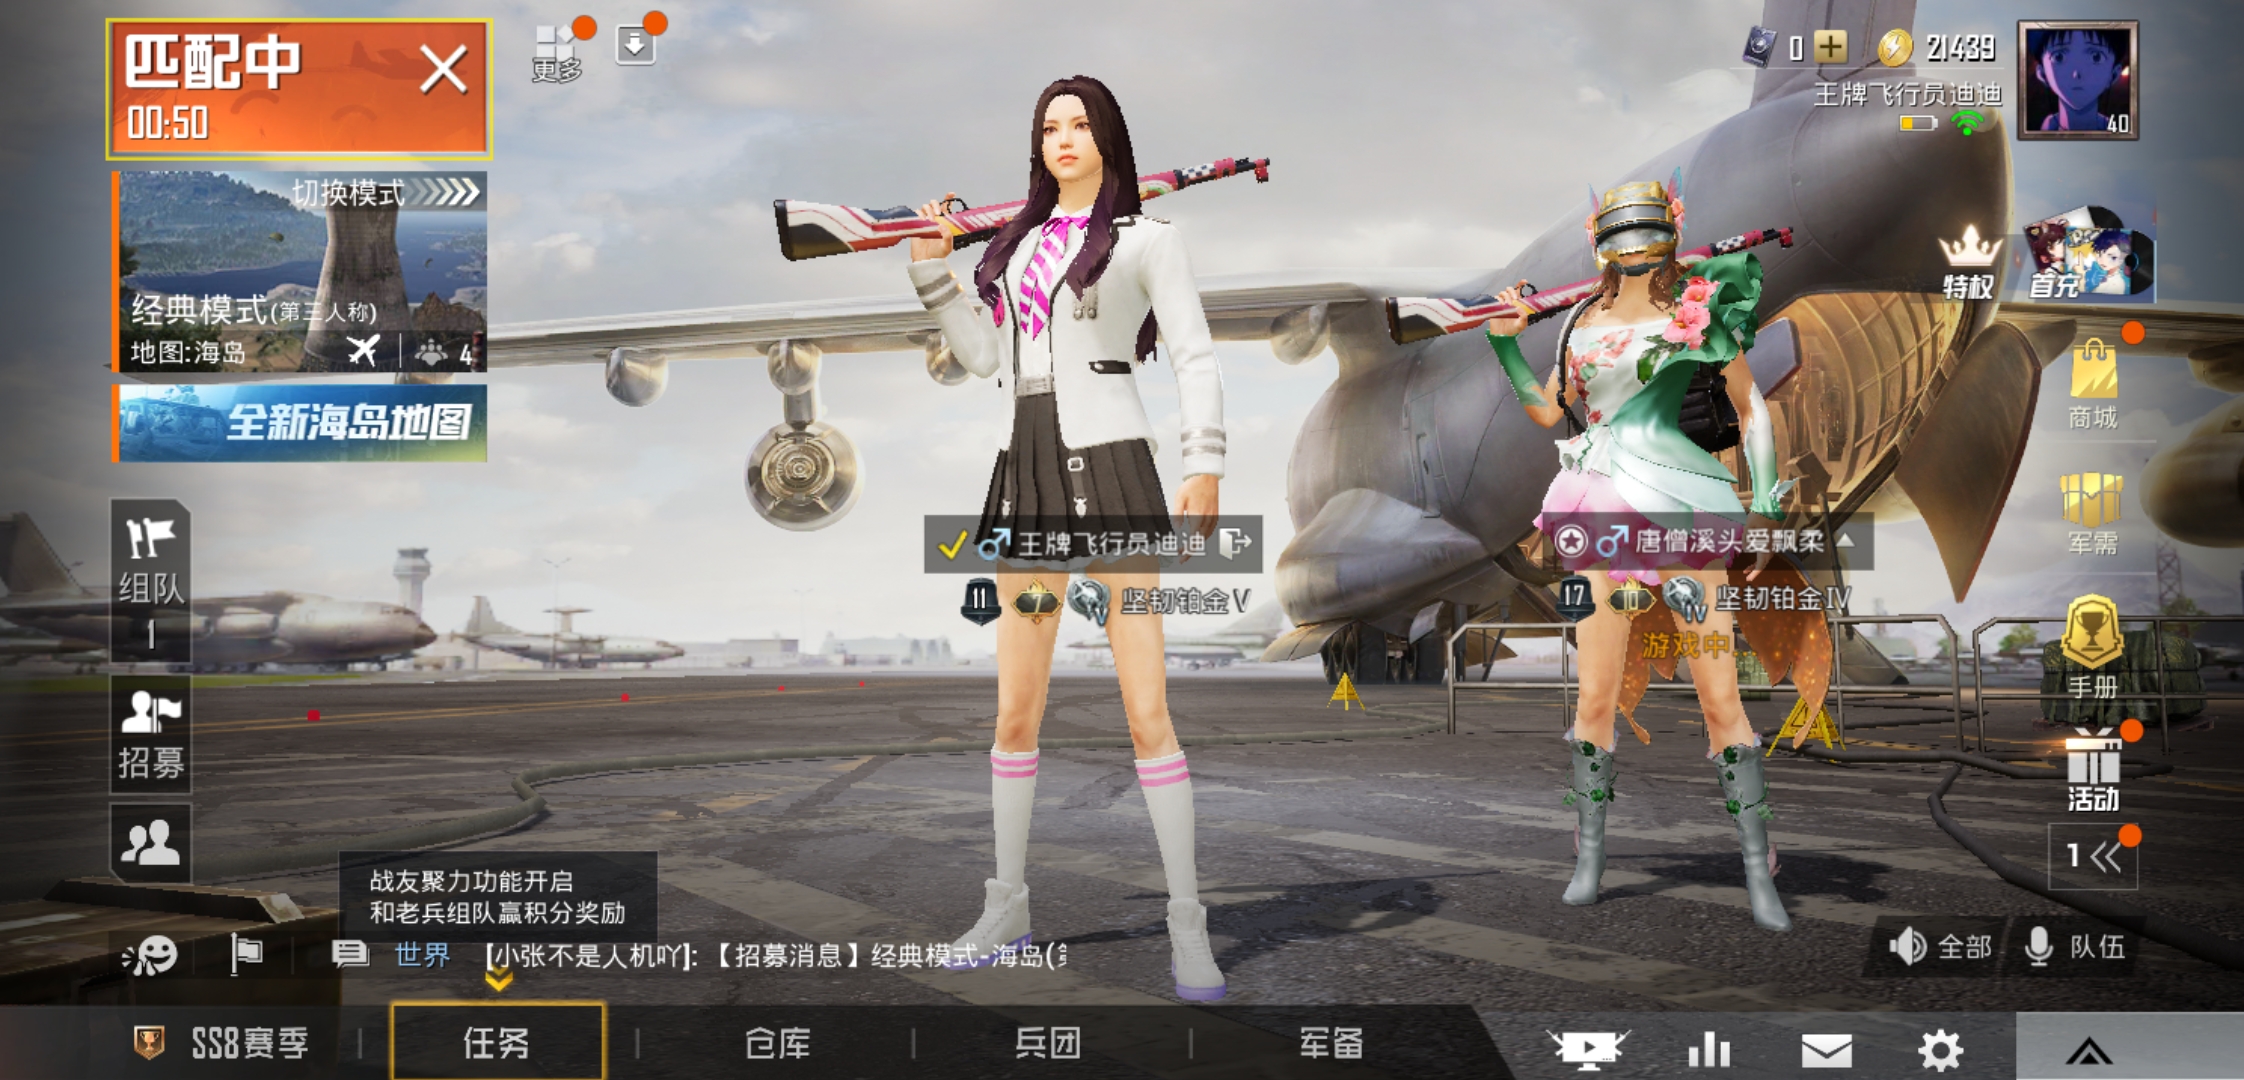 匹配中
00:50
更多
0
21439
王牌飞行员迪迪
40
切换模式
经典模式(第三人称)
地图:海岛
4
全新海岛地图
特权
首充
商城
军需
手册
活动
1
组队
1
招募
王牌飞行员迪迪
11
7
V
坚韧铂金V
唐僧溪头爱飘柔
17
10
IV
坚韧铂金IV
游戏中...
战友聚力功能开启
和老兵组队赢积分奖励
世界
[小张不是人机吖]:【招募消息】经典模式-海岛(
全部
队伍
SS8赛季
任务
仓库
兵团
军备